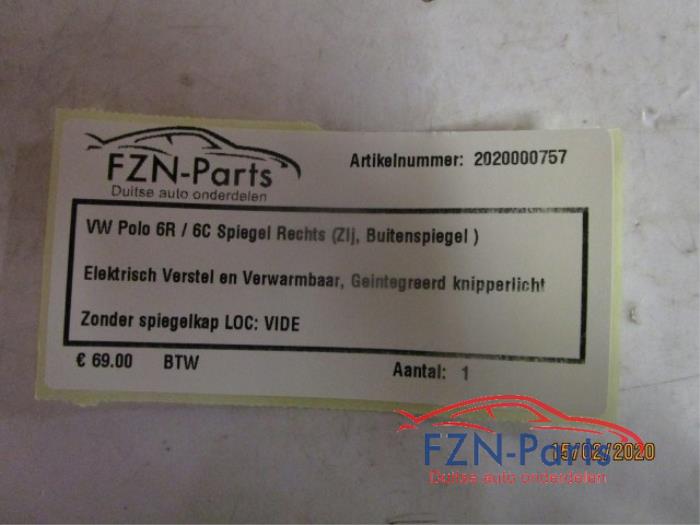 FZN-Parts
Duitse auto onderdelen
Artikelnummer: 2020000757
VW Polo 6R / 6C Spiegel Rechts (Zij, Buitenspiegel )
Elektrisch Verstel en Verwarmbaar, Geintegreerd knipperlicht
Zonder spiegelkap LOC: VIDE
€ 69.00 BTW
Aantal: 1
FZN-Parts
15/02/2020
Duitse auto onderdelen